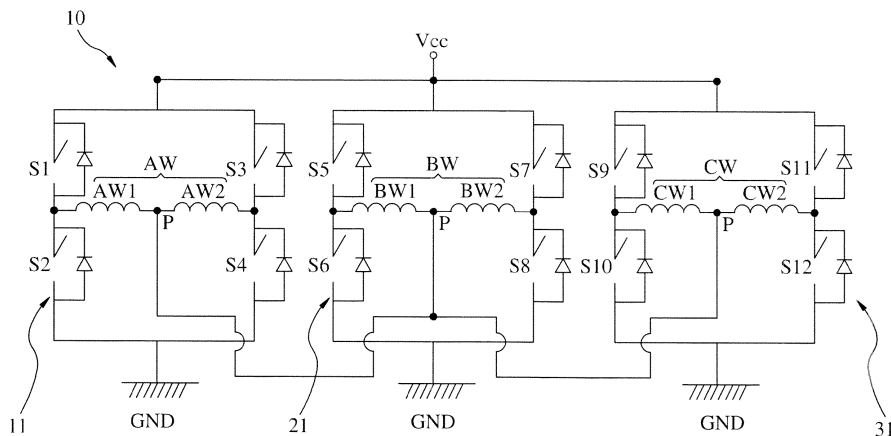 10
Vcc
S1
AW
S3
S5
BW
S7
S9
CW
S11
AW1
AW2
BW1
BW2
CW1
CW2
P
P
P
S2
S4
S6
S8
S10
S12
GND
GND
GND
11
21
31